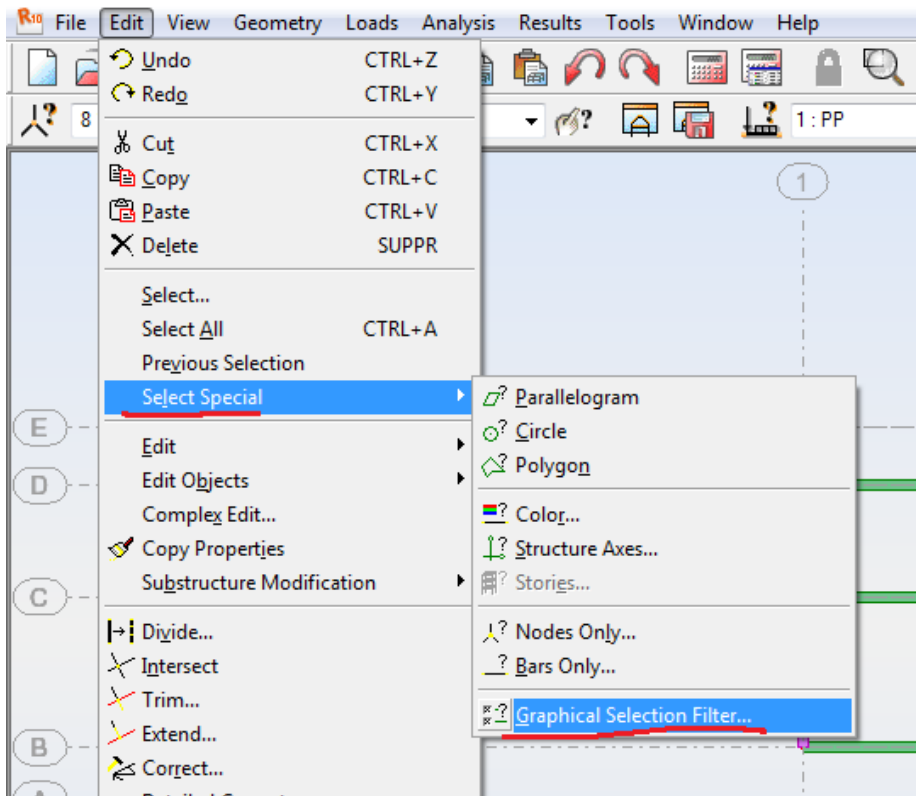 R10 File Edit View Geometry Loads Analysis Results Tools Window Help
Undo CTRL+Z
Redo CTRL+Y
8
1 : PP
Cut CTRL+X
Copy CTRL+C
Paste CTRL+V
Delete SUPPR
1
Select...
Select All CTRL+A
Previous Selection
Select Special
Parallelogram
Circle
Polygon
Color...
Structure Axes...
Stories...
Nodes Only...
Bars Only...
Graphical Selection Filter...
Edit
Edit Objects
Complex Edit...
Copy Properties
Substructure Modification
Divide...
Intersect
Trim...
Extend...
Correct...
E
D
C
B